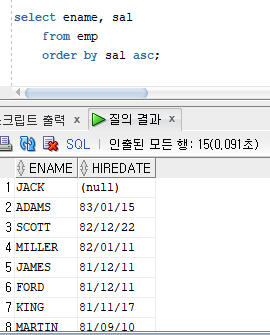 select ename, sal
from emp
order by sal asc;
스크립트 출력 × 질의 결과 ×
SQL | 인출된 모든 행: 15(0,091초)
ENAME HIREDATE
1 JACK (null)
2 ADAMS 83/01/15
3 SCOTT 82/12/22
4 MILLER 82/01/11
5 JAMES 81/12/11
6 FORD 81/12/11
7 KING 81/11/17
8 MARTIN 81/09/10